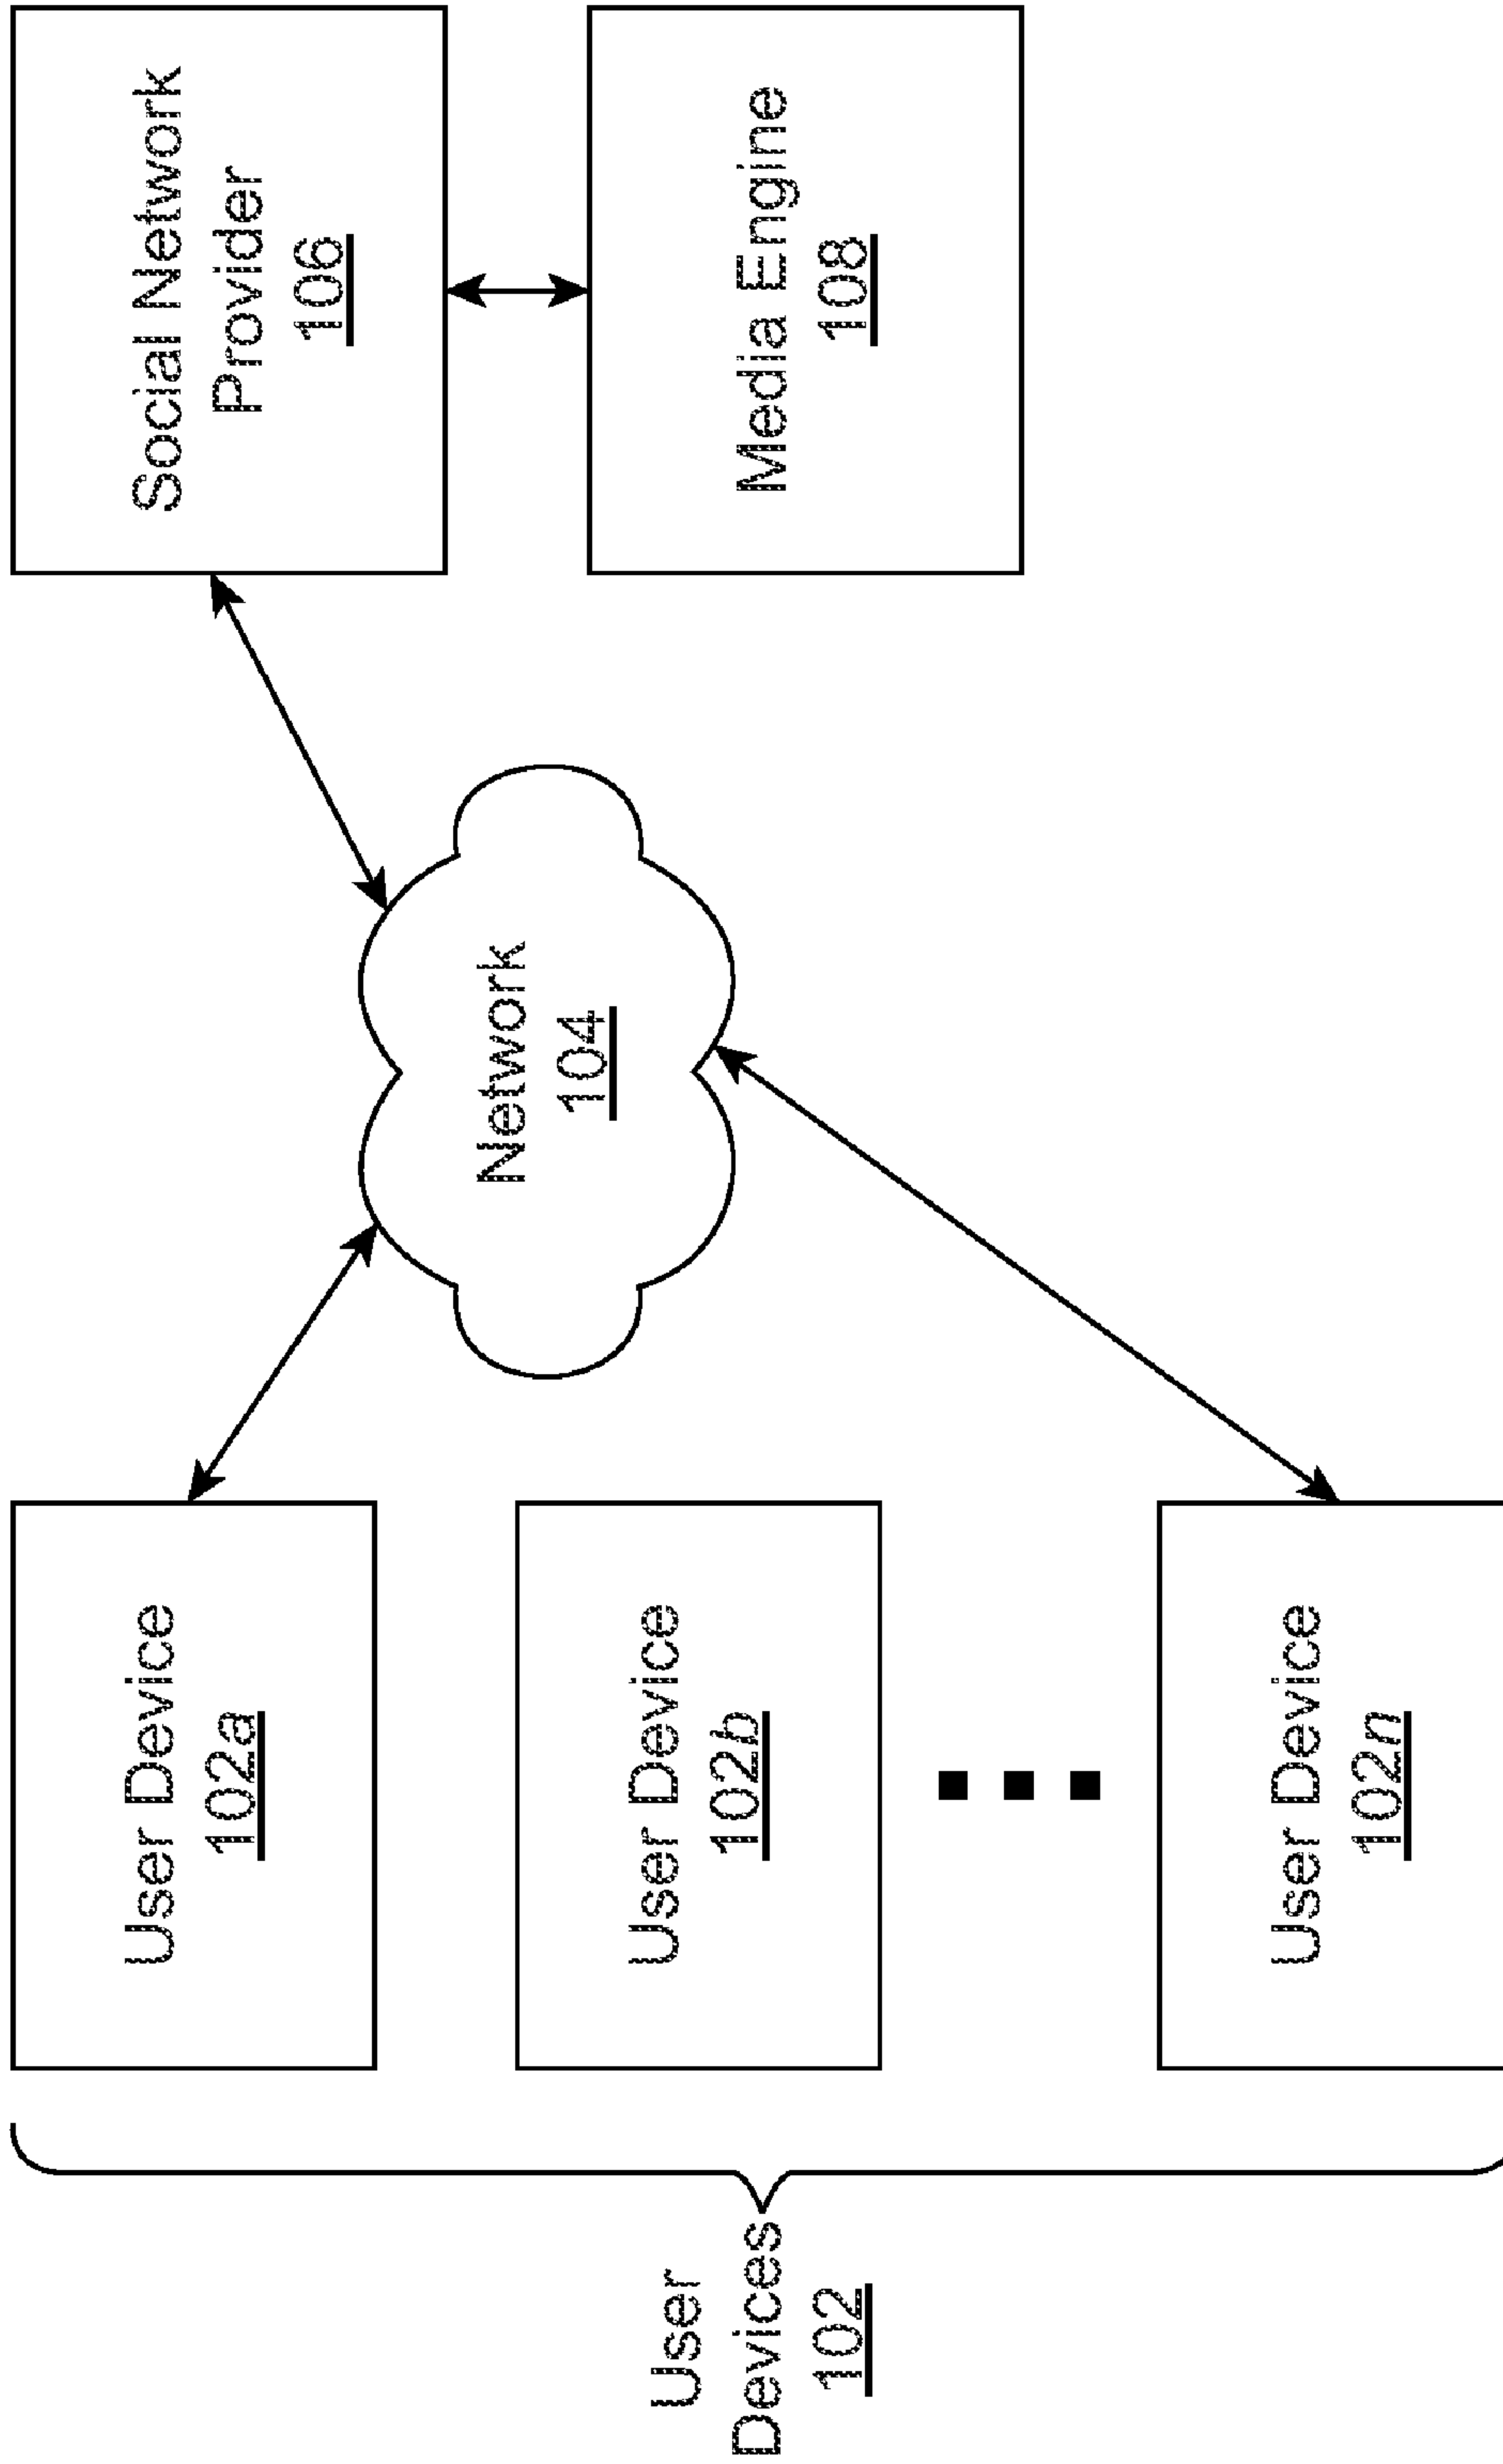 User
Devices
102
User Device
102a
User Device
102b
User Device
102n
Network
104
Social Network
Provider
106
Media Engine
108